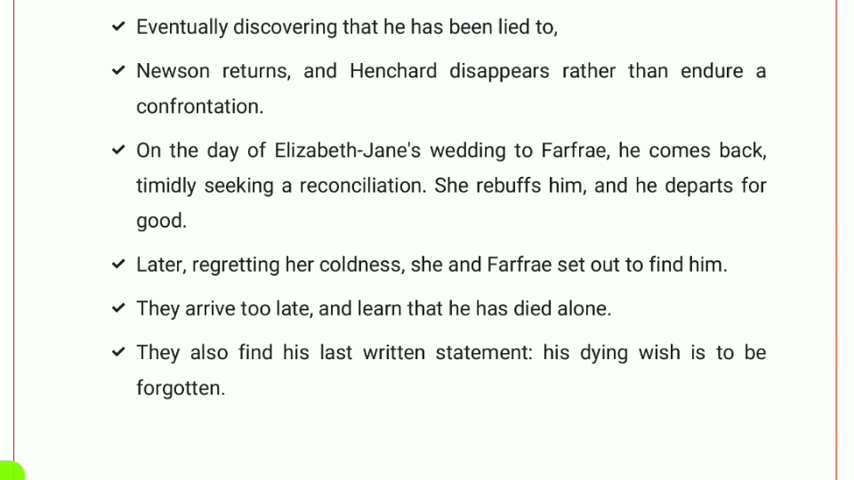 Eventually discovering that he has been lied to,
Newson returns, and Henchard disappears rather than endure a
confrontation.
On the day of Elizabeth-Jane's wedding to Farfrae, he comes back,
timidly seeking a reconciliation. She rebuffs him, and he departs for
good.
Later, regretting her coldness, she and Farfrae set out to find him.
They arrive too late, and learn that he has died alone.
They also find his last written statement: his dying wish is to be
forgotten.